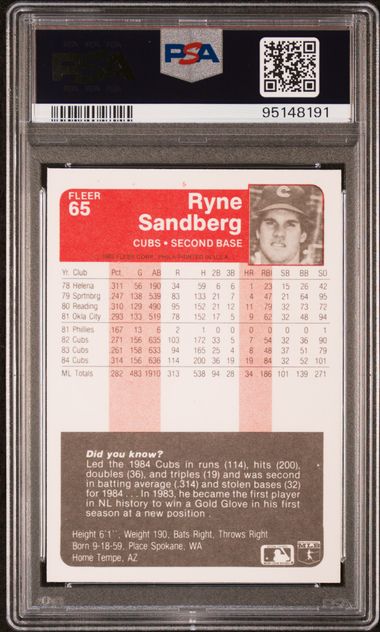 PSA
PSA
95148191
FLEER
65
Ryne
Sandberg
CUBS • SECOND BASE
Yr. Club Pct. G AB R H 2B 3B HR RBI SB BB SO
78 Helena 311 56 190 34 59 6 6 1 23 15 26 42
79 Sprtnbrg 247 138 539 83 133 21 7 4 47 21 64 95
80 Reading 310 129 490 95 152 21 12 11 79 32 73 72
81 Okla City 293 133 519 78 152 17 5 9 62 32 48 94
81 Phillies 167 13 6 2 1 0 0 0 0 0 0 1
82 Cubs 271 156 635 103 172 33 5 7 54 32 36 90
83 Cubs 261 158 633 94 165 25 4 8 48 37 51 79
84 Cubs 314 156 636 114 200 36 19 19 84 32 52 101
ML Totals 282 483 1910 313 538 94 28 34 186 101 139 271
Did you know?
Led the 1984 Cubs in runs (114), hits (200),
doubles (36), and triples (19) and was second
in batting average (.314) and stolen bases (32)
for 1984 . . . In 1983, he became the first player
in NL history to win a Gold Glove in his first
season at a new position .
Height 6'1", Weight 190, Bats-Right, Throws Right
Born 9-18-59, Place Spokane, WA
Home Tempe, AZ